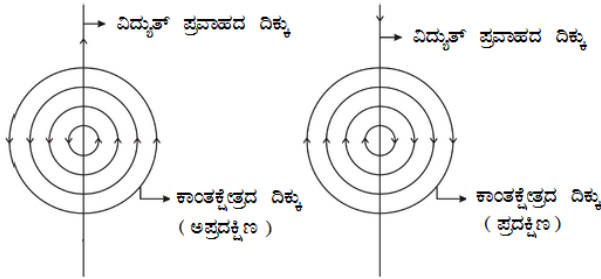 ವಿದ್ಯುತ್ ಪ್ರವಾಹದ ದಿಕ್ಕು
ಕಾಂತಕ್ಷೇತ್ರದ ದಿಕ್ಕು
( ಅಪ್ರದಕ್ಷಿಣ )
ವಿದ್ಯುತ್ ಪ್ರವಾಹದ ದಿಕ್ಕು
ಕಾಂತಕ್ಷೇತ್ರದ ದಿಕ್ಕು
( ಪ್ರದಕ್ಷಿಣ )